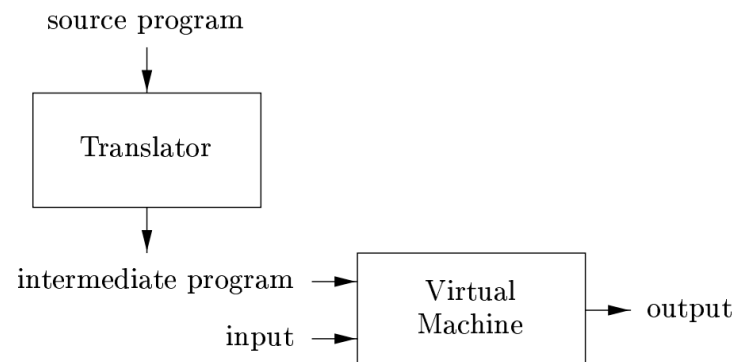 source program
Translator
intermediate program
Virtual
Machine
input
output